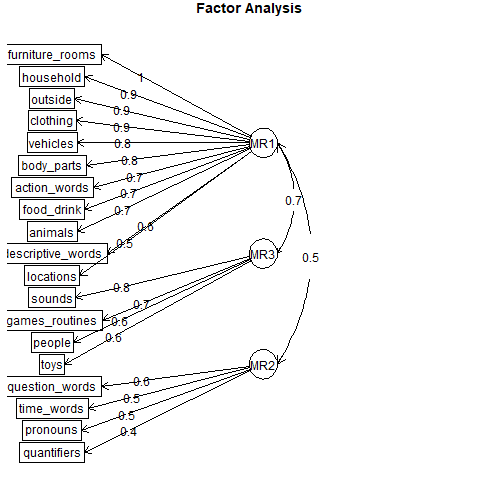 Factor Analysis
furniture_rooms
household
outside
clothing
vehicles
body_parts
action_words
food_drink
animals
descriptive_words
locations
sounds
games_routines
people
toys
question_words
time_words
pronouns
quantifiers
1
0.9
0.9
0.9
0.8
0.8
0.7
0.7
0.7
0.6
0.5
0.8
0.7
0.6
0.6
0.6
0.5
0.5
0.4
MR1
MR3
MR2
0.7
0.5